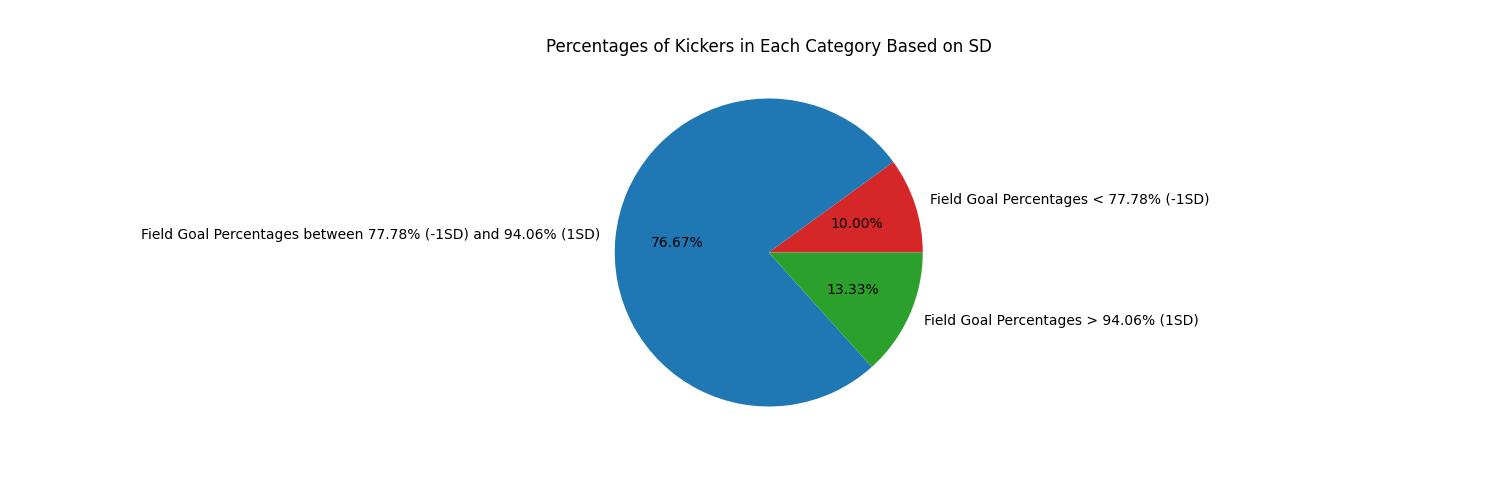 Percentages of Kickers in Each Category Based on SD
Field Goal Percentages < 77.78% (-1SD)
10.00%
Field Goal Percentages between 77.78% (-1SD) and 94.06% (1SD)
76.67%
13.33%
Field Goal Percentages > 94.06% (1SD)